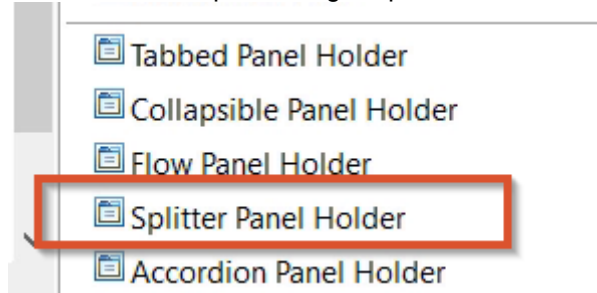 Tabbed Panel Holder
Collapsible Panel Holder
Flow Panel Holder
Splitter Panel Holder
Accordion Panel Holder